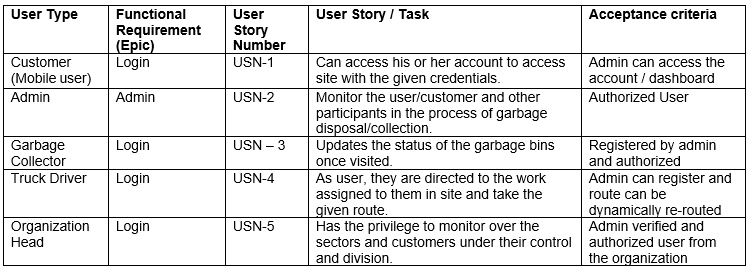 User Type Functional Requirement (Epic) User Story Number User Story / Task Acceptance criteria
Customer (Mobile user) Login USN-1 Can access his or her account to access site with the given credentials. Admin can access the account / dashboard
Admin Admin USN-2 Monitor the user/customer and other participants in the process of garbage disposal/collection. Authorized User
Garbage Collector Login USN – 3 Updates the status of the garbage bins once visited. Registered by admin and authorized
Truck Driver Login USN-4 As user, they are directed to the work assigned to them in site and take the given route. Admin can register and route can be dynamically re-routed
Organization Head Login USN-5 Has the privilege to monitor over the sectors and customers under their control and division. Admin verified and authorized user from the organization